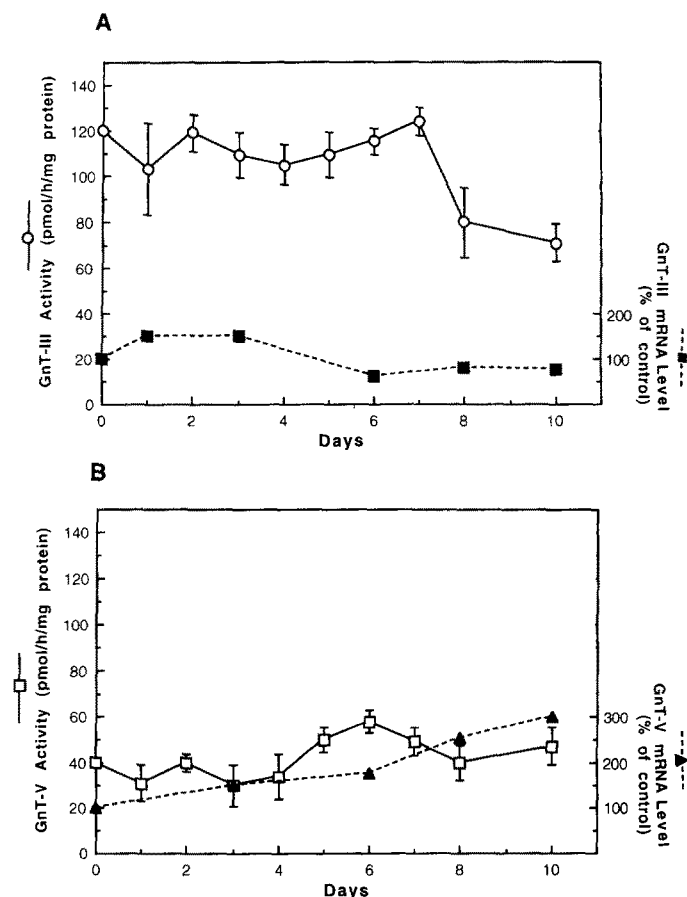 A
GnT-III Activity (pmol/h/mg protein)
140
120
100
80
60
40
20
0
0 2 4 6 8 10
Days
200
100
GnT-III mRNA Level
(% of control)
B
GnT-V Activity (pmol/h/mg protein)
140
120
100
80
60
40
20
0
0 2 4 6 8 10
Days
300
200
100
GnT-V mRNA Level
(% of control)